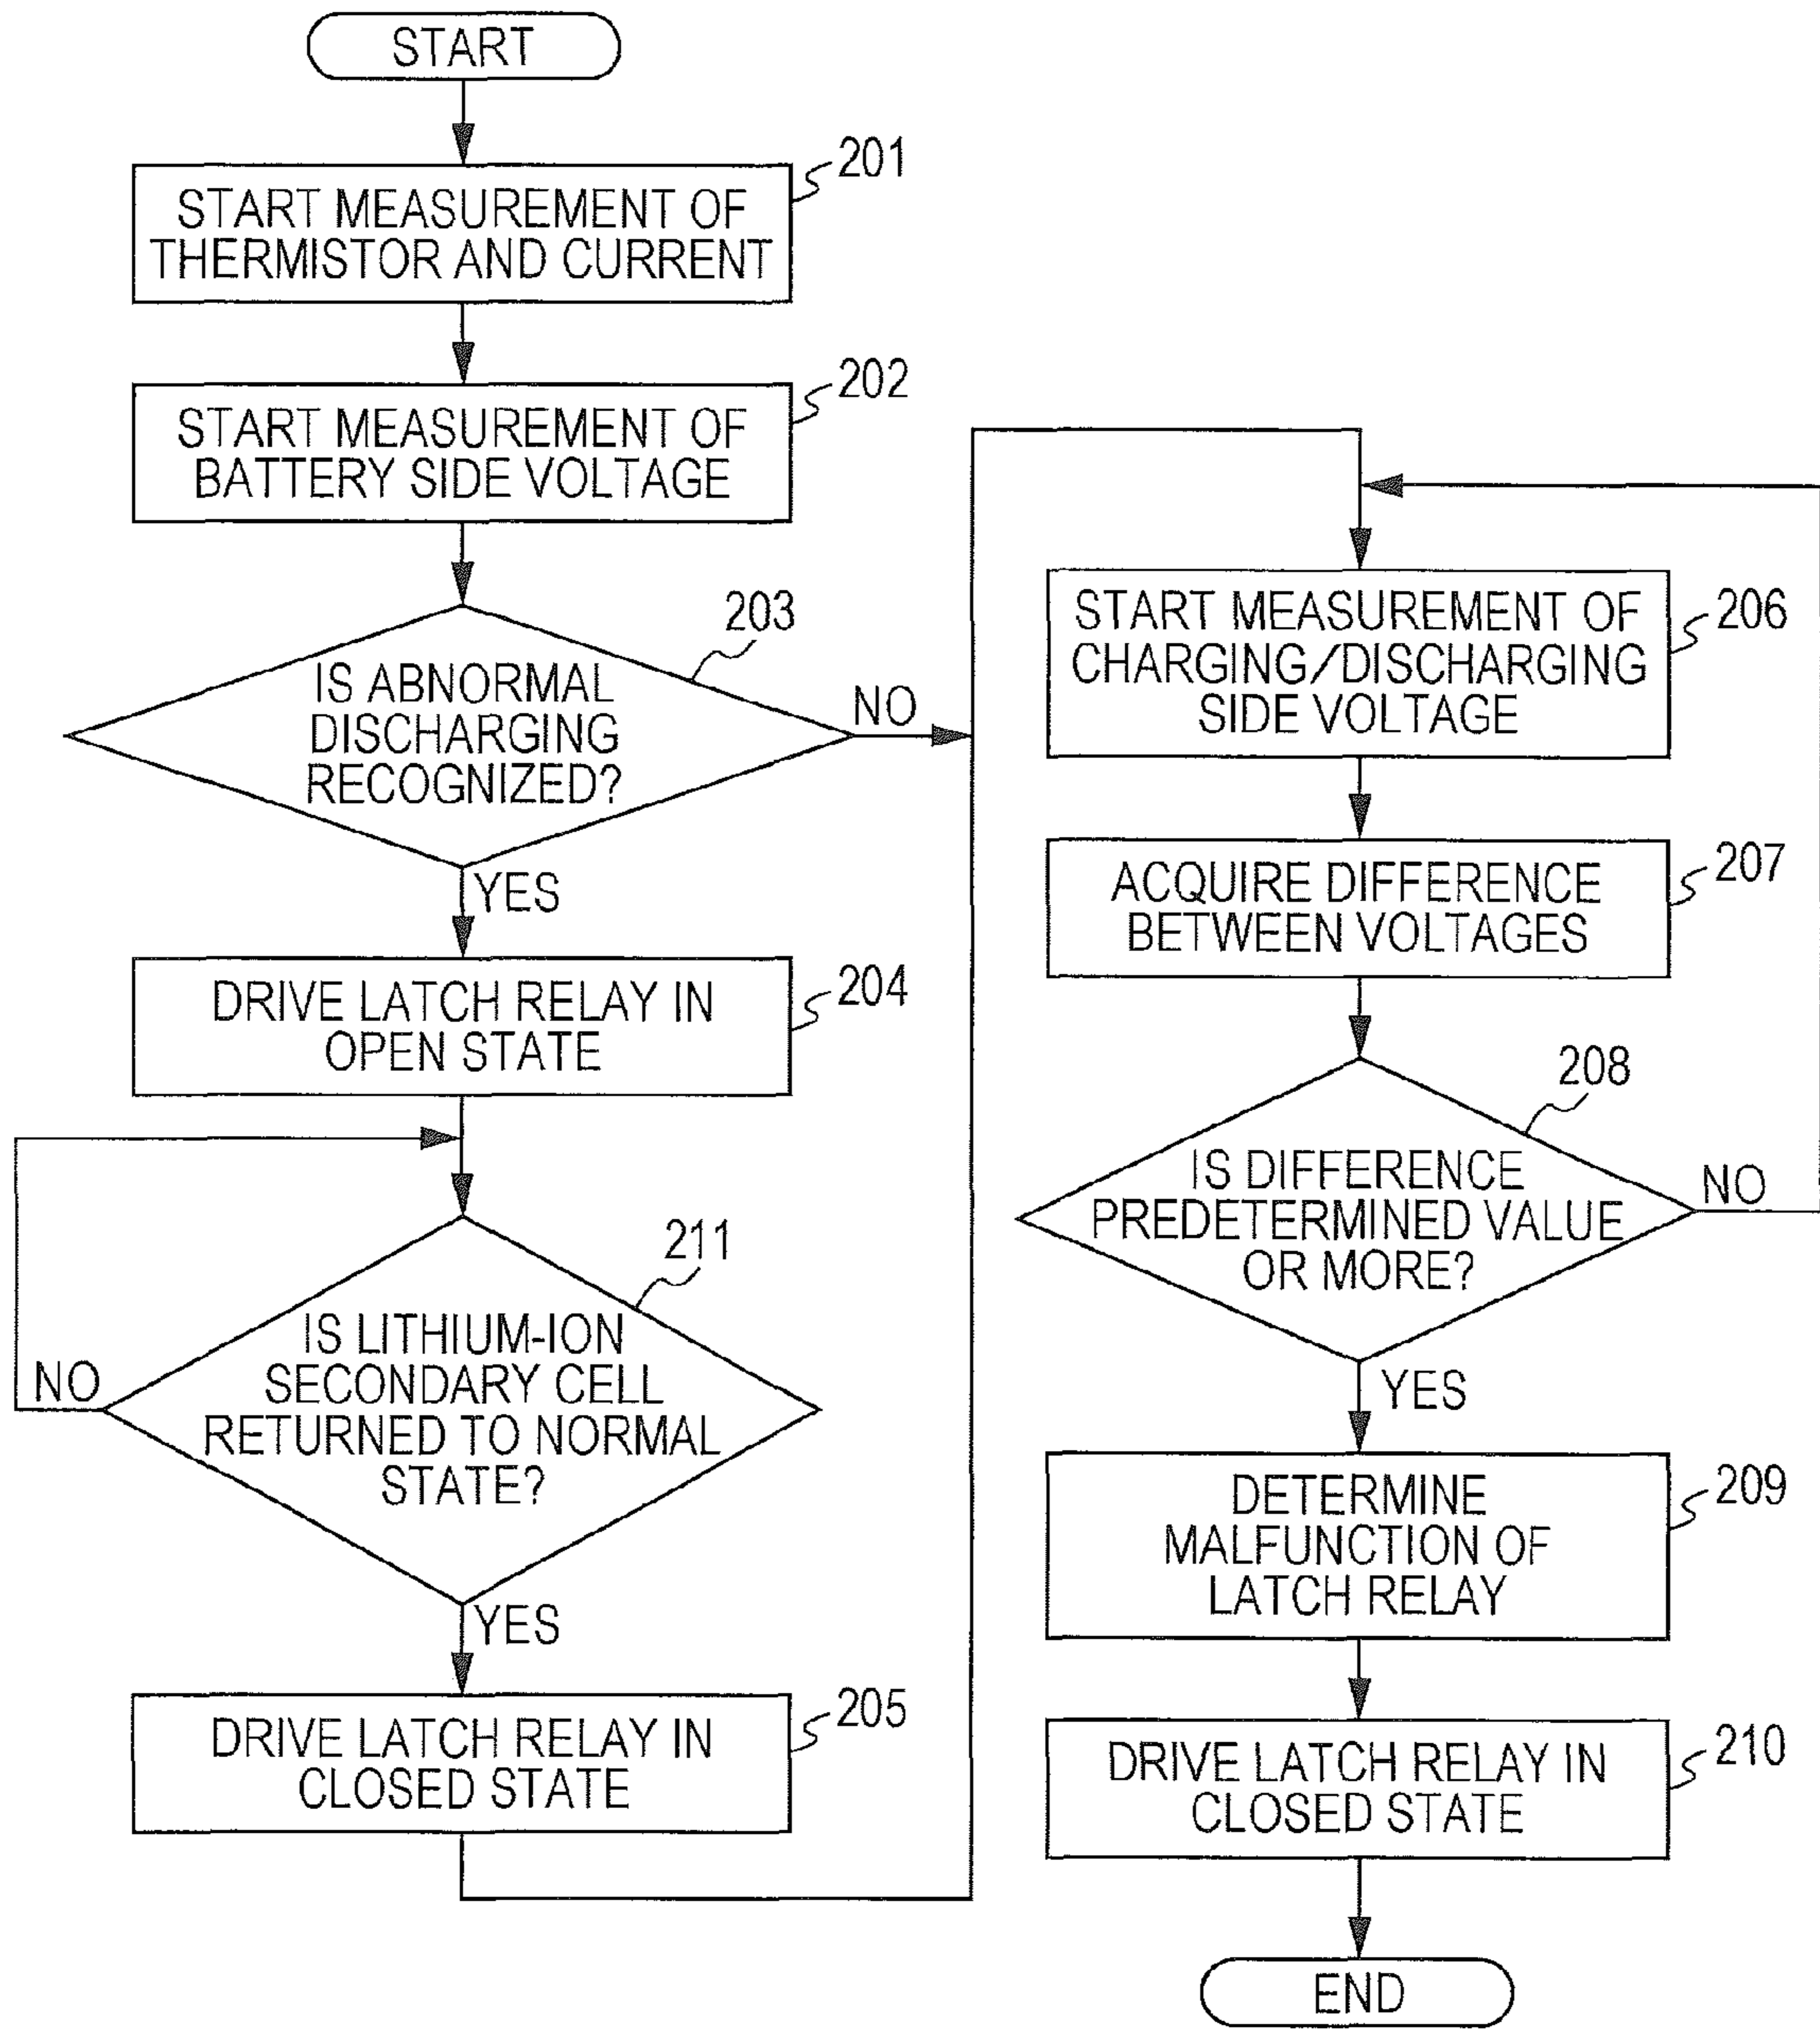 START
201
START MEASUREMENT OF
THERMISTOR AND CURRENT
202
START MEASUREMENT OF
BATTERY SIDE VOLTAGE
203
IS ABNORMAL
DISCHARGING
RECOGNIZED?
NO
YES
204
DRIVE LATCH RELAY IN
OPEN STATE
211
IS LITHIUM-ION
SECONDARY CELL
RETURNED TO NORMAL
STATE?
NO
YES
205
DRIVE LATCH RELAY IN
CLOSED STATE
206
START MEASUREMENT OF
CHARGING/DISCHARGING
SIDE VOLTAGE
207
ACQUIRE DIFFERENCE
BETWEEN VOLTAGES
208
IS DIFFERENCE
PREDETERMINED VALUE
OR MORE?
NO
YES
209
DETERMINE
MALFUNCTION OF
LATCH RELAY
210
DRIVE LATCH RELAY IN
CLOSED STATE
END